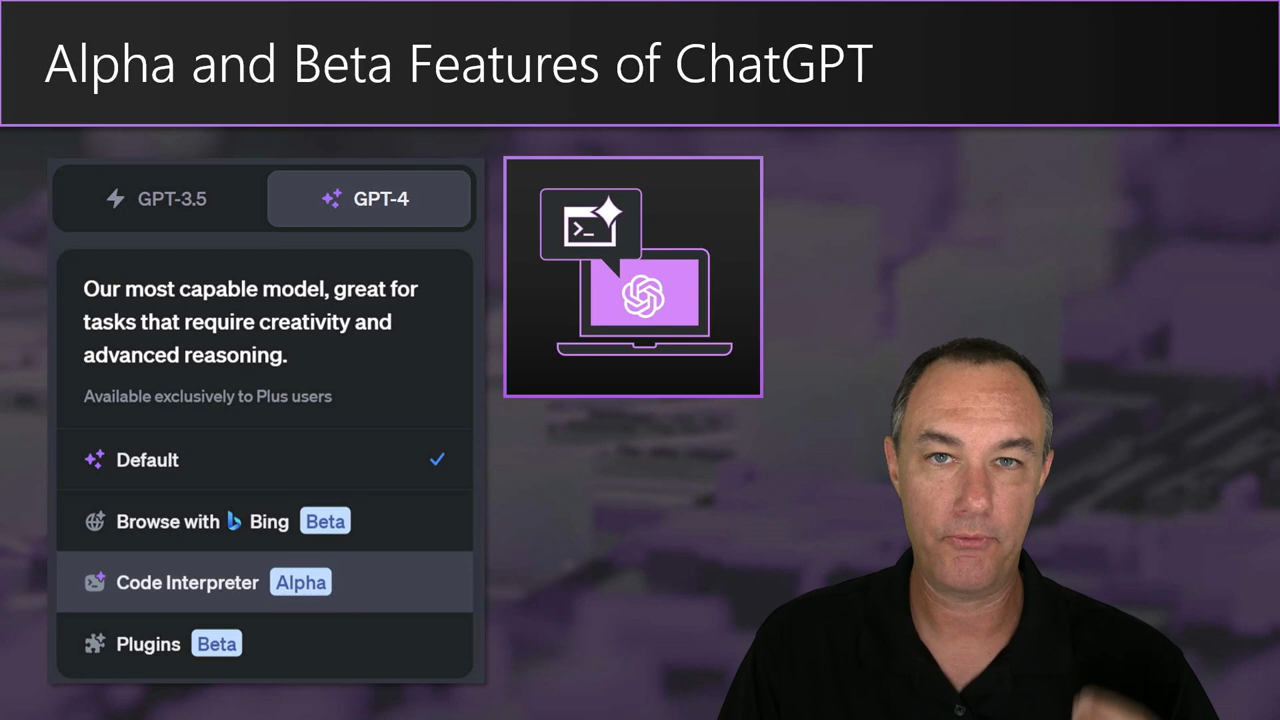 Alpha and Beta Features of ChatGPT
GPT-3.5
GPT-4
Our most capable model, great for
tasks that require creativity and
advanced reasoning.
Available exclusively to Plus users
Default
Browse with Bing Beta
Code Interpreter Alpha
Plugins Beta